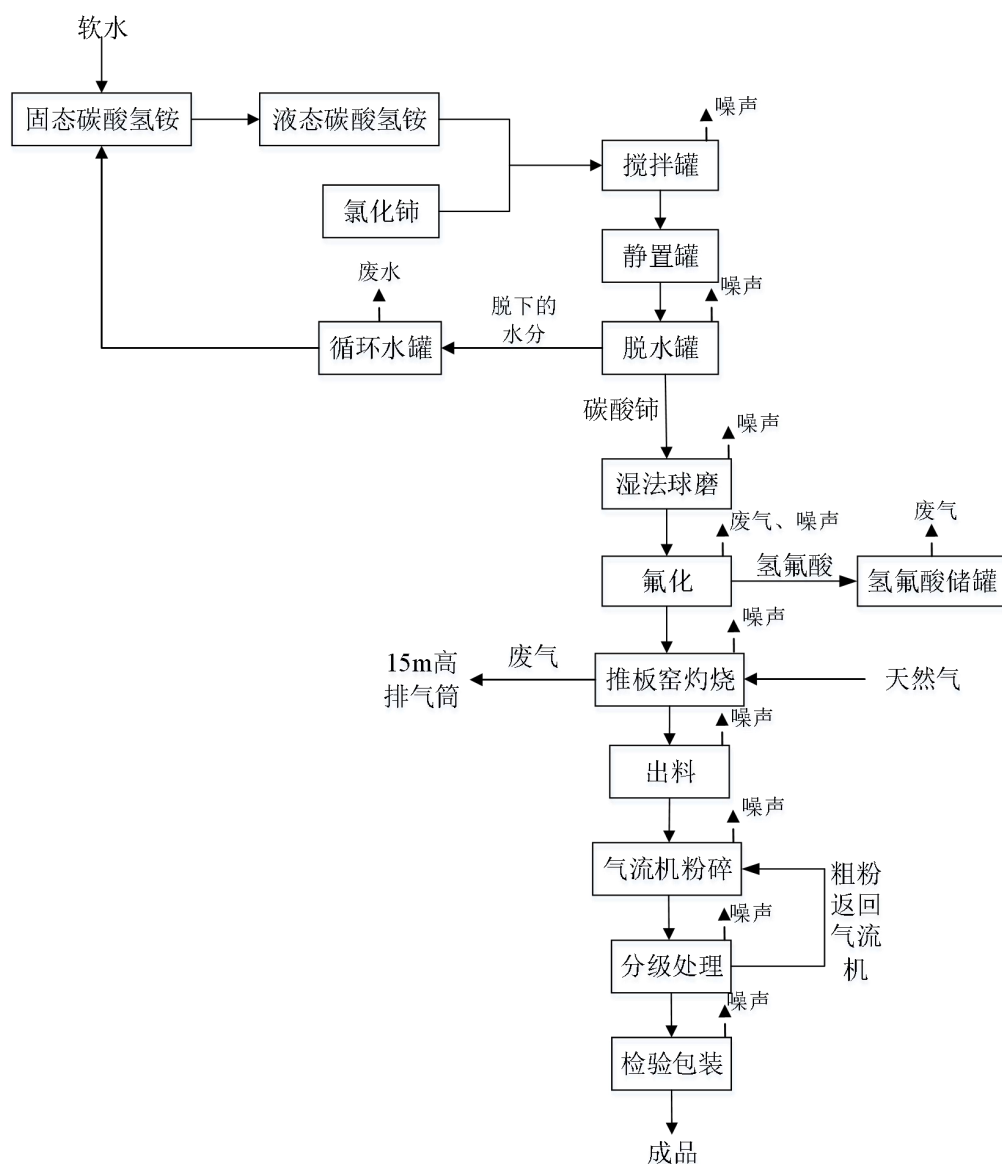 软水
固态碳酸氢铵
液态碳酸氢铵
噪声
搅拌罐
氯化铈
静置罐
废水
脱下的
水分
噪声
循环水罐
脱水罐
碳酸铈
噪声
湿法球磨
废气、噪声
废气
氟化
氢氟酸
氢氟酸储罐
噪声
15m高
排气筒
废气
推板窑灼烧
天然气
噪声
出料
噪声
气流机粉碎
粗粉
返回
气流
机
噪声
分级处理
噪声
检验包装
成品